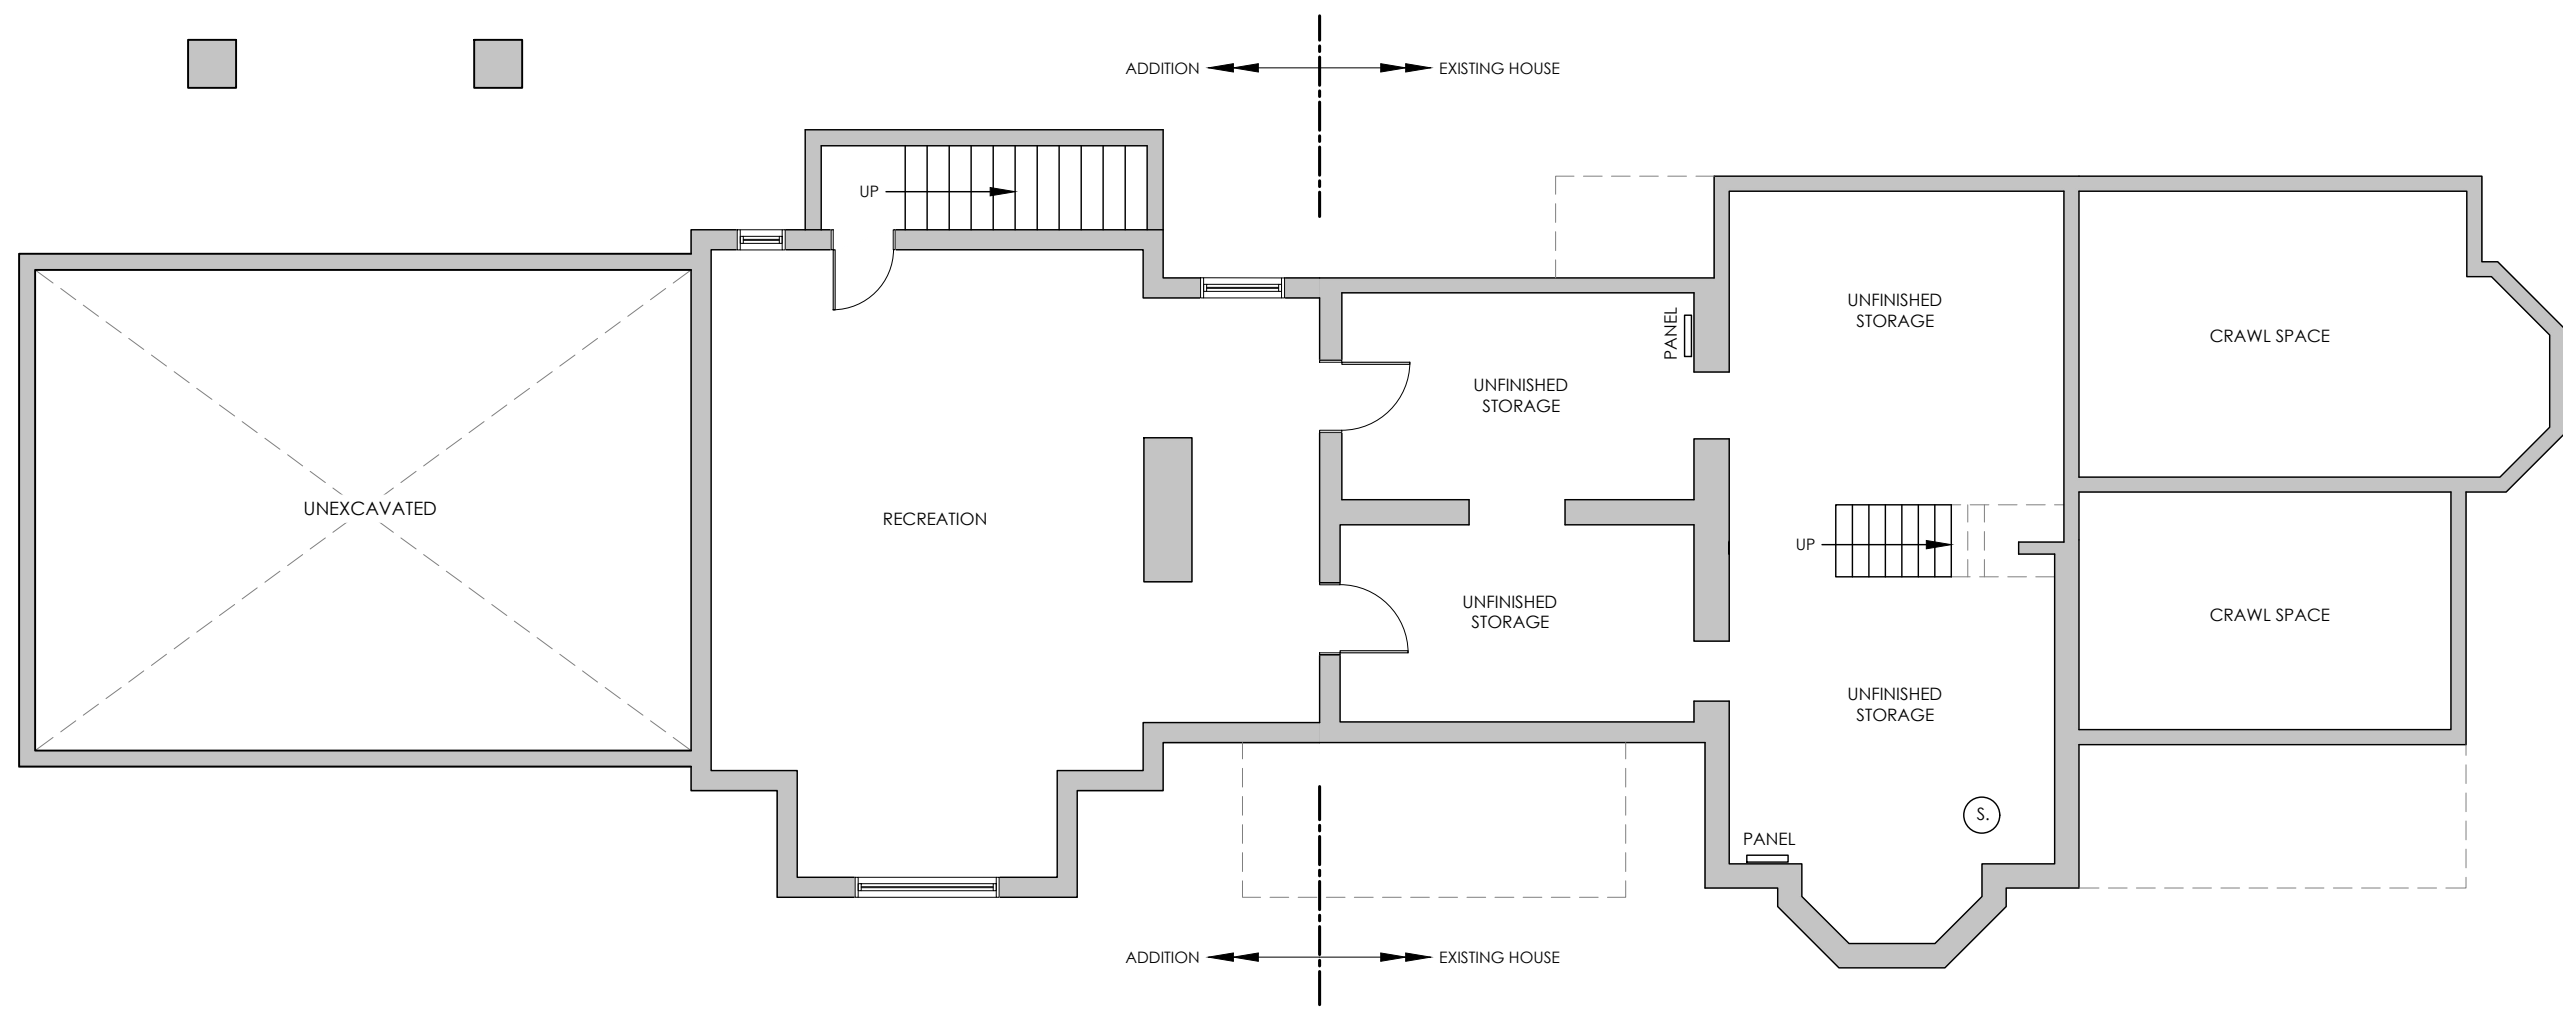 ADDITION
EXISTING HOUSE
UP
UNFINISHED
STORAGE
PANEL
CRAWL SPACE
UNFINISHED
STORAGE
UNEXCAVATED
RECREATION
UP
UNFINISHED
STORAGE
CRAWL SPACE
UNFINISHED
STORAGE
S.
PANEL
ADDITION
EXISTING HOUSE